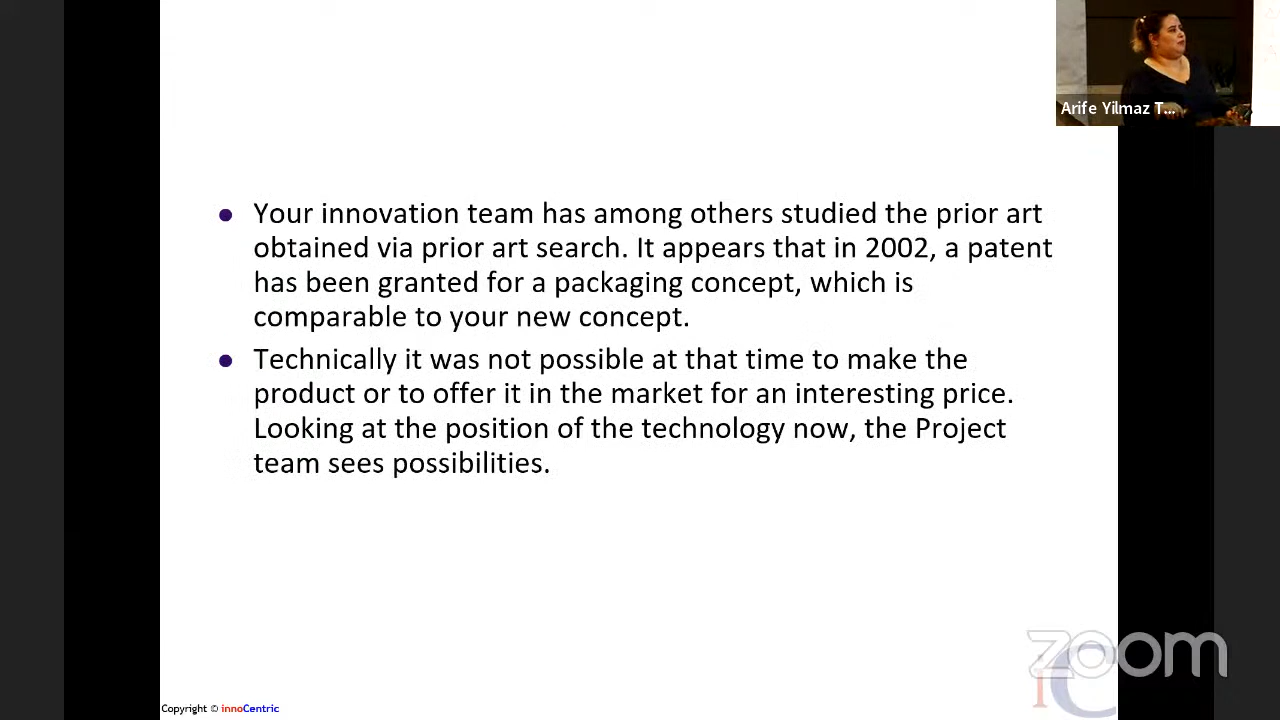 Arife Yilmaz T...
● Your innovation team has among others studied the prior art
obtained via prior art search. It appears that in 2002, a patent
has been granted for a packaging concept, which is
comparable to your new concept.
● Technically it was not possible at that time to make the
product or to offer it in the market for an interesting price.
Looking at the position of the technology now, the Project
team sees possibilities.
zoom
iC
Copyright © innoCentric